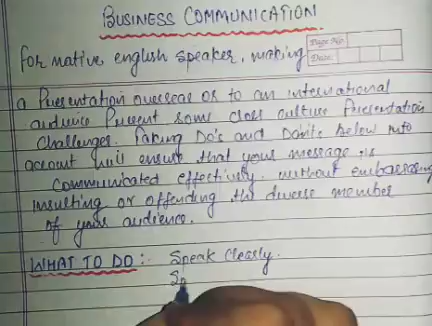 BUSINESS COMMUNICATION
Page No:
Date:
for native english speaker, making
a Presentation overseas or to an international
audience Present some cross culture Presentation
challenges. Taking Do's and Don'ts below into
account will ensure that your message is
communicated effectively without embarrassing
insulting or offending the diverse member
of your audience.
WHAT TO DO:- Speak Clearly.
Sp